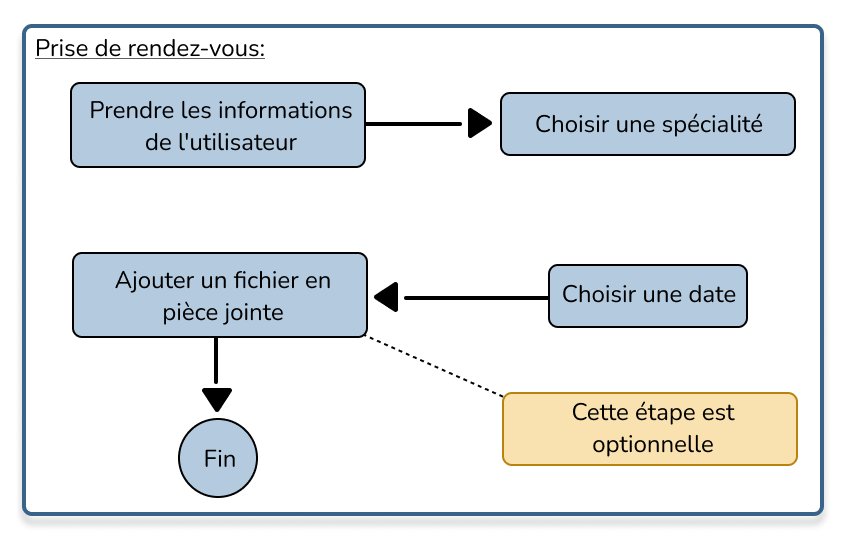 Prise de rendez-vous:
Prendre les informations
de l'utilisateur
Choisir une spécialité
Ajouter un fichier en
pièce jointe
Choisir une date
Cette étape est
optionnelle
Fin